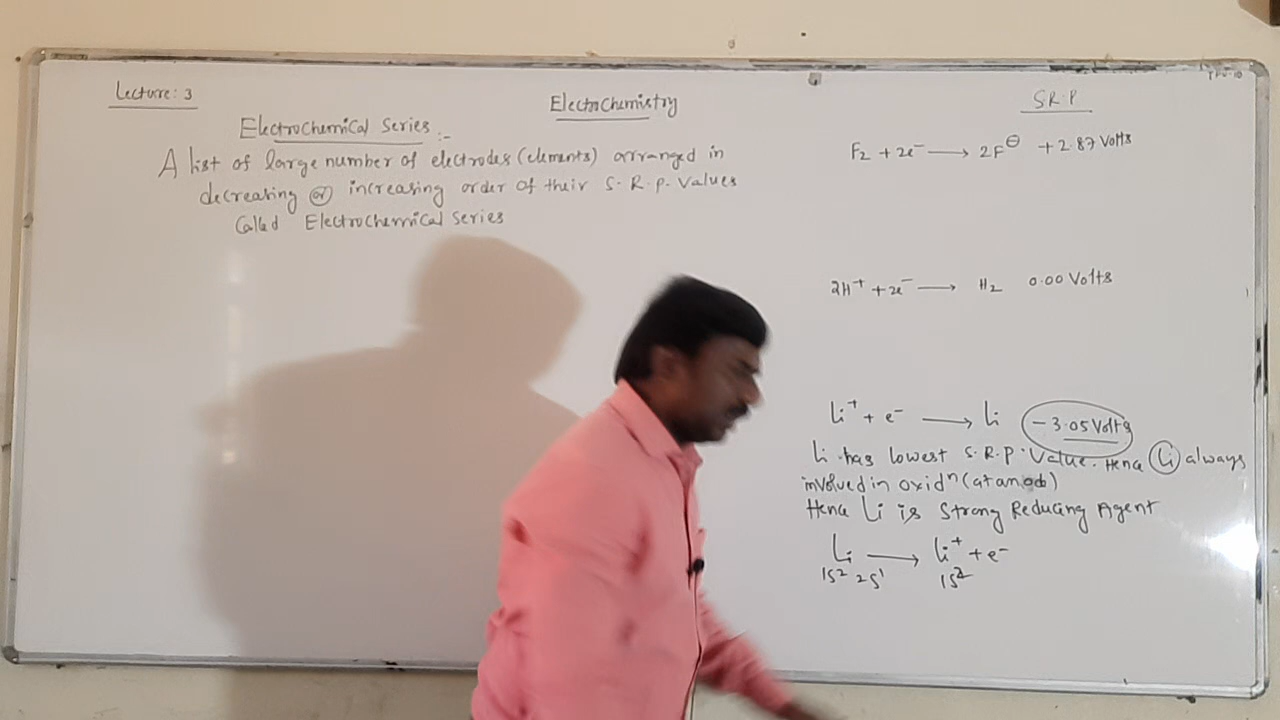 Lecture: 3
ElectroChemistry
S.R.P
ElectroChemical Series :-
A list of large number of electrodes (elements) arranged in
decreasing or increasing order of their S.R.P. Values
Called ElectroChemical Series
F₂ + 2e⁻ → 2F⊖ +2.87 Volts
2H⁺ + 2e⁻ → H₂ 0.00 Volts
Li⁺ + e⁻ → Li -3.05 Volts
Li has lowest S.R.P. Value. Hence Li always
involved in oxidⁿ (at anode)
Hence Li is Strong Reducing Agent
Li → Li⁺ + e⁻
1S² 2S¹ 1S²